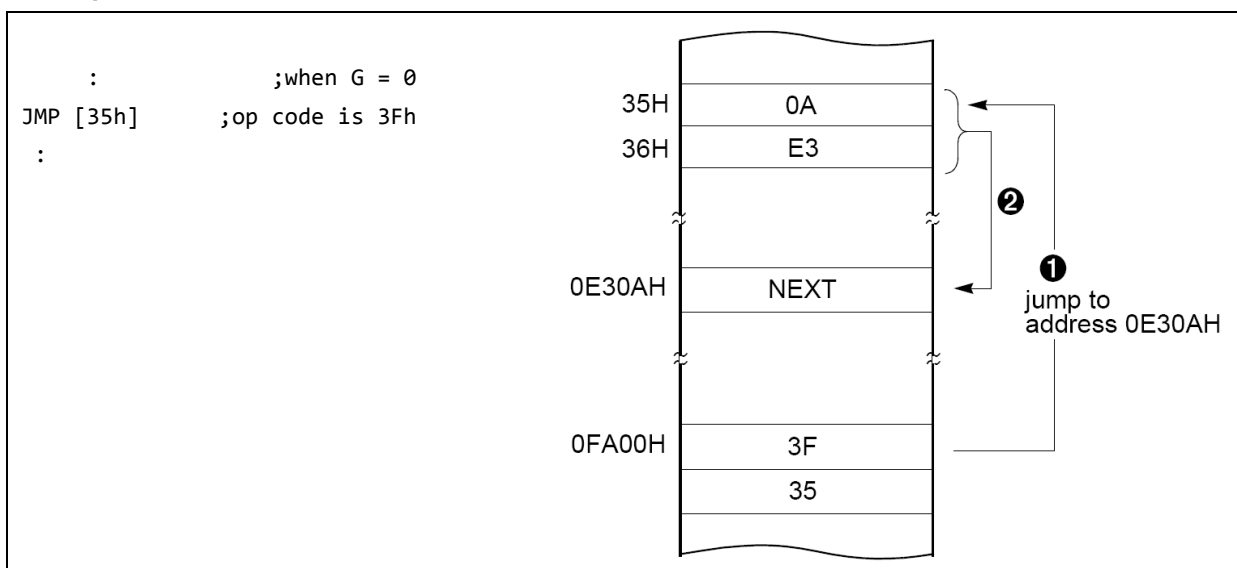 :            ;when G = 0
JMP [35h]      ;op code is 3Fh
:
35H 0A
36H E3
❷
0E30AH NEXT
❶
jump to
address 0E30AH
0FA00H 3F
35